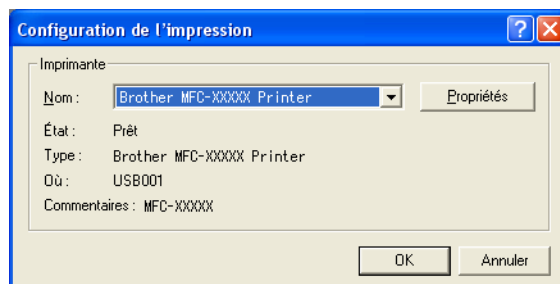 Configuration de l'impression
Imprimante
Nom : Brother MFC-XXXXX Printer Propriétés
État : Prêt
Type : Brother MFC-XXXXX Printer
Où : USB001
Commentaires : MFC-XXXXX
OK Annuler